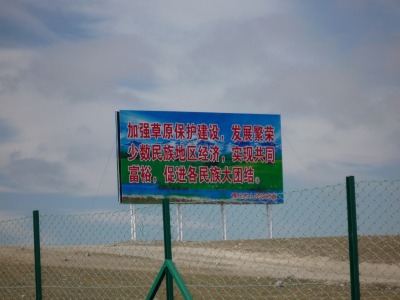 加强草原保护建设，发展繁荣
少数民族地区经济，实现共同
富裕，促进各民族大团结。